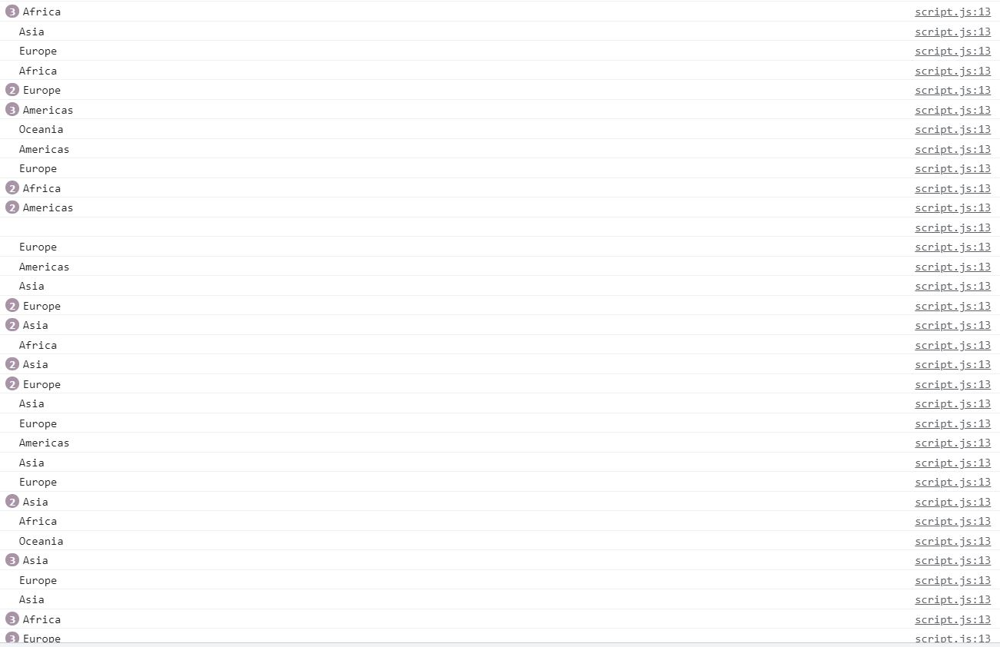 3 Africa script.js:13
Asia script.js:13
Europe script.js:13
Africa script.js:13
2 Europe script.js:13
3 Americas script.js:13
Oceania script.js:13
Americas script.js:13
Europe script.js:13
2 Africa script.js:13
2 Americas script.js:13
script.js:13
Europe script.js:13
Americas script.js:13
Asia script.js:13
2 Europe script.js:13
2 Asia script.js:13
Africa script.js:13
2 Asia script.js:13
2 Europe script.js:13
Asia script.js:13
Europe script.js:13
Americas script.js:13
Asia script.js:13
Europe script.js:13
2 Asia script.js:13
Africa script.js:13
Oceania script.js:13
3 Asia script.js:13
Europe script.js:13
Asia script.js:13
3 Africa script.js:13
3 Europe script.js:13